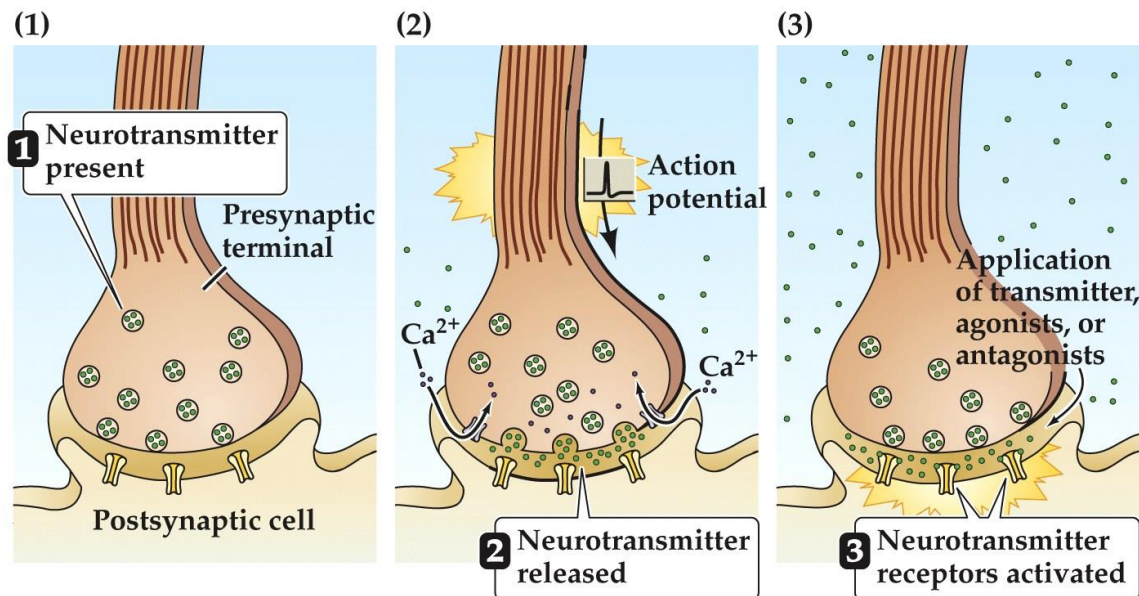 (1)
1 Neurotransmitter
present
Presynaptic
terminal
Postsynaptic cell
(2)
Action
potential
Ca2+
Ca2+
2 Neurotransmitter
released
(3)
Application
of transmitter,
agonists, or
antagonists
3 Neurotransmitter
receptors activated